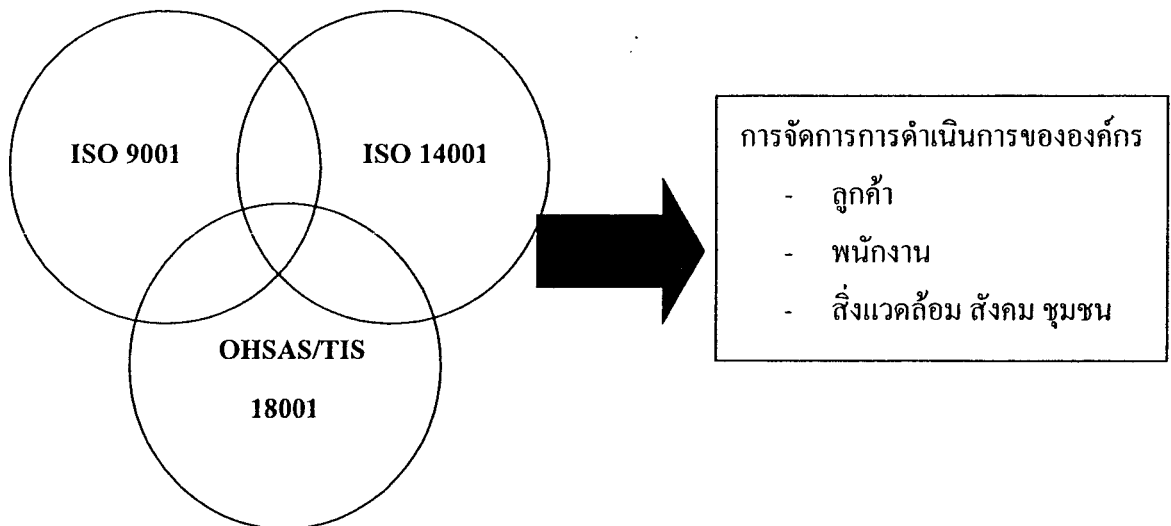 ISO 9001
ISO 14001
OHSAS/TIS
18001
การจัดการการดำเนินการขององค์กร
- ลูกค้า
- พนักงาน
- สิ่งแวดล้อม สังคม ชุมชน